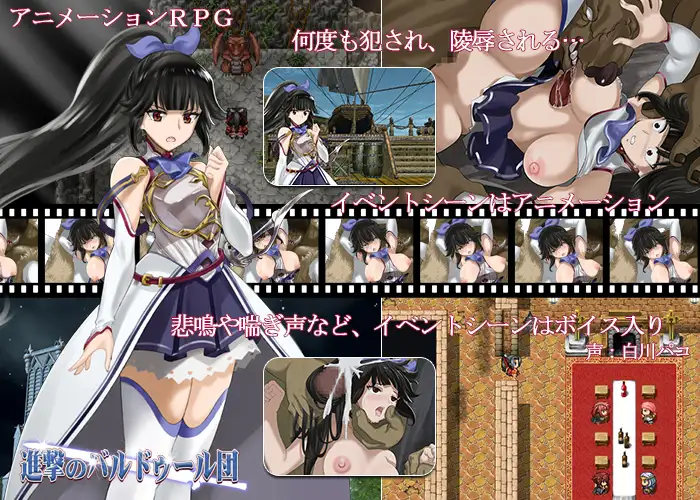 アニメーションＲＰＧ
何度も犯され、陵辱される…
イベントシーンはアニメーション
悲鳴や喘ぎ声など、イベントシーンはボイス入り
声：白川パコ
進撃のバルドゥール団